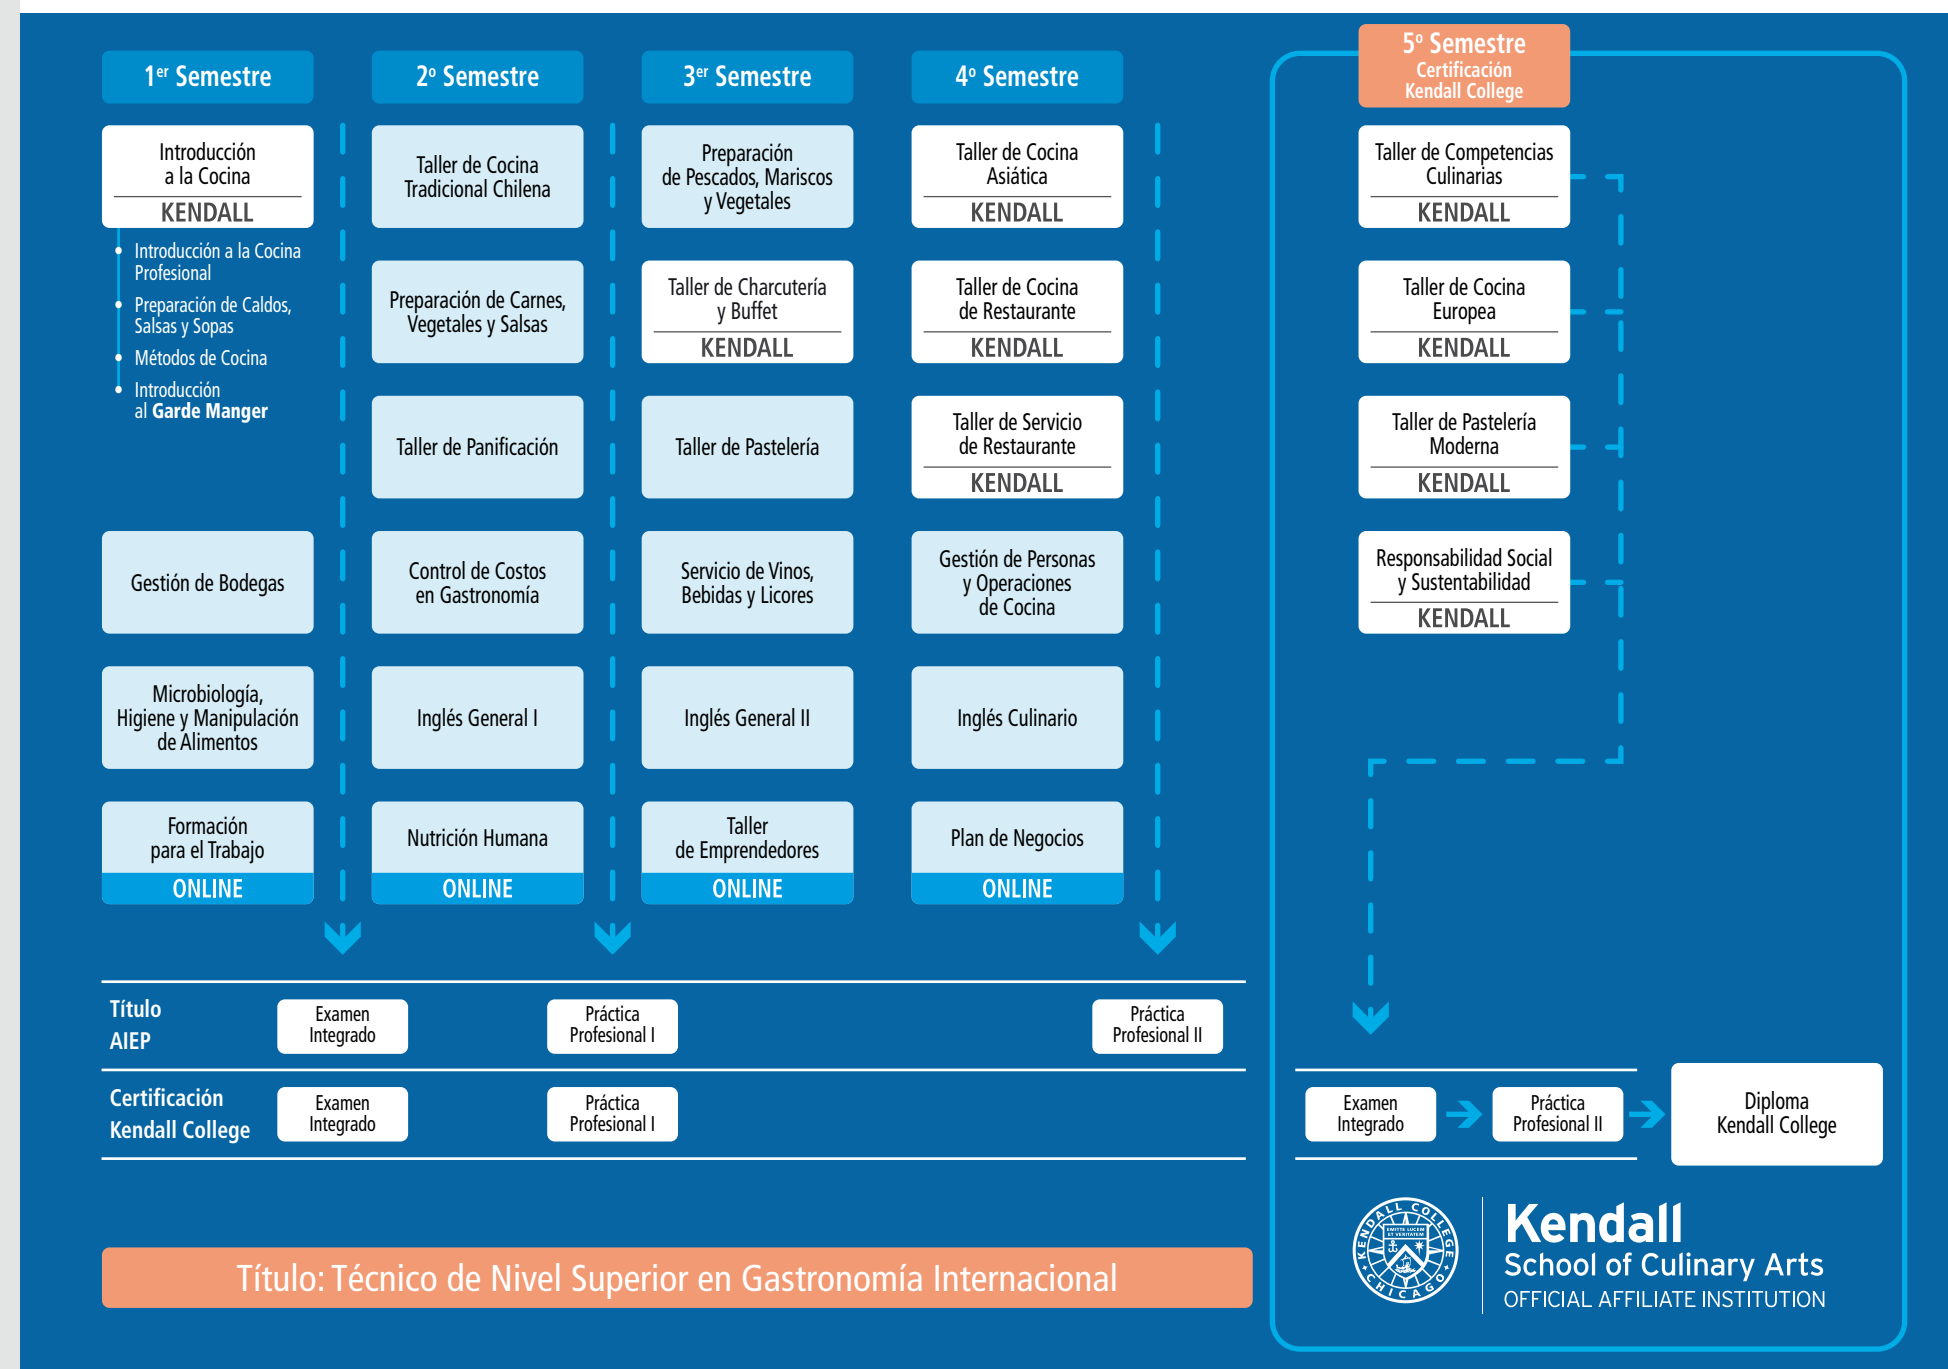 1er Semestre
Introducción
a la Cocina
KENDALL
• Introducción a la Cocina
Profesional
• Preparación de Caldos,
Salsas y Sopas
• Métodos de Cocina
• Introducción
al Garde Manger
Gestión de Bodegas
Microbiología,
Higiene y Manipulación
de Alimentos
Formación
para el Trabajo
ONLINE
2º Semestre
Taller de Cocina
Tradicional Chilena
Preparación de Carnes,
Vegetales y Salsas
Taller de Panificación
Control de Costos
en Gastronomía
Inglés General I
Nutrición Humana
ONLINE
3er Semestre
Preparación
de Pescados, Mariscos
y Vegetales
Taller de Charcutería
y Buffet
KENDALL
Taller de Pastelería
Servicio de Vinos,
Bebidas y Licores
Inglés General II
Taller
de Emprendedores
ONLINE
4º Semestre
Taller de Cocina
Asiática
KENDALL
Taller de Cocina
de Restaurante
KENDALL
Taller de Servicio
de Restaurante
KENDALL
Gestión de Personas
y Operaciones
de Cocina
Inglés Culinario
Plan de Negocios
ONLINE
5º Semestre
Certificación
Kendall College
Taller de Competencias
Culinarias
KENDALL
Taller de Cocina
Europea
KENDALL
Taller de Pastelería
Moderna
KENDALL
Responsabilidad Social
y Sustentabilidad
KENDALL
Título
AIEP
Examen
Integrado
Práctica
Profesional I
Práctica
Profesional II
Certificación
Kendall College
Examen
Integrado
Práctica
Profesional I
Examen
Integrado
Práctica
Profesional II
Diploma
Kendall College
Título: Técnico de Nivel Superior en Gastronomía Internacional
KENDALL COLLEGE
EMITTE LUCEM
ET VERITATEM
CHICAGO
Kendall
School of Culinary Arts
OFFICIAL AFFILIATE INSTITUTION